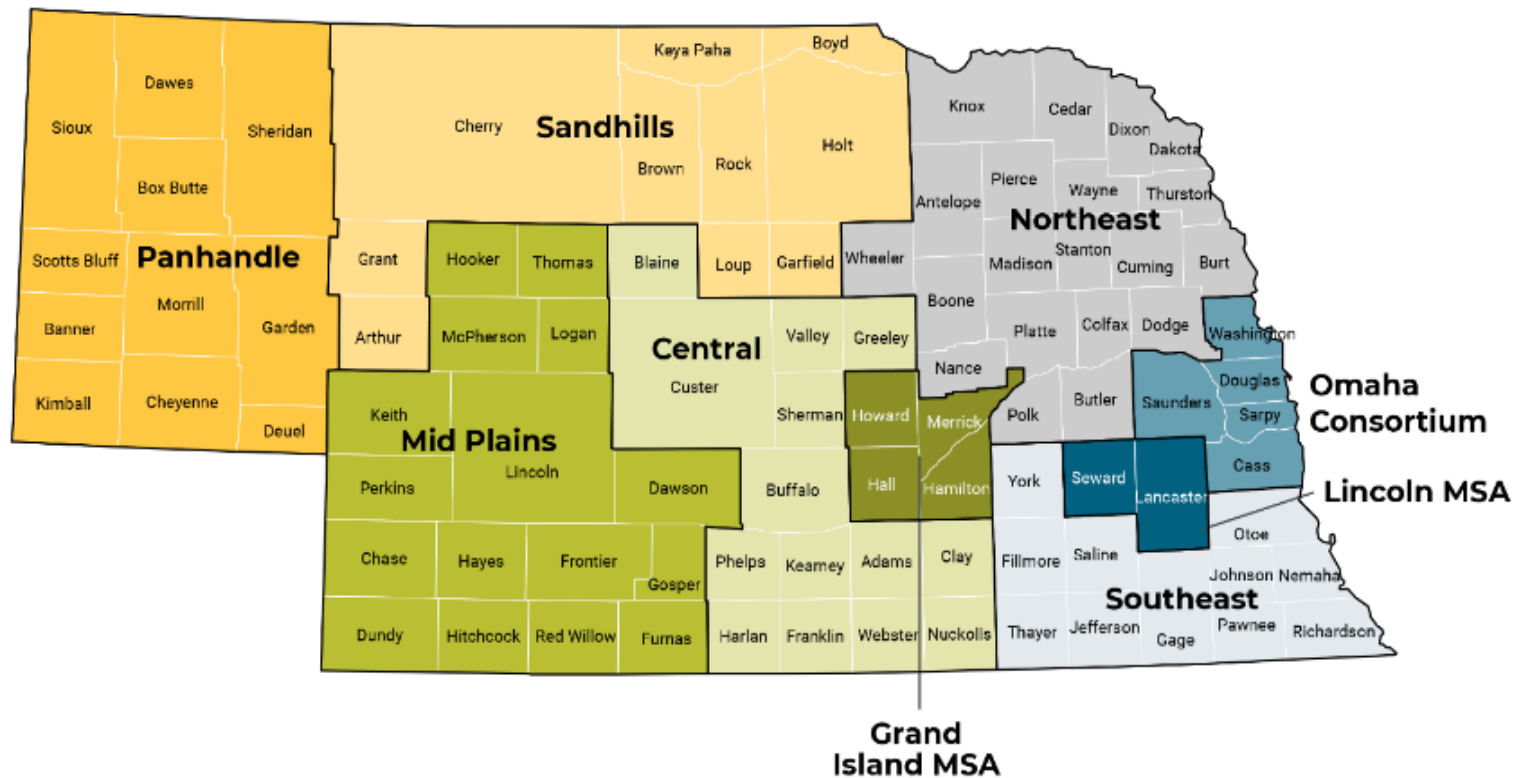 Keya Paha
Boyd
Dawes
Knox
Cedar
Sioux
Sheridan
Cherry
Sandhills
Dixon
Holt
Dakota
Brown
Rock
Box Butte
Pierce
Wayne
Thurston
Antelope
Northeast
Scotts Bluff
Panhandle
Grant
Hooker
Thomas
Blaine
Loup
Garfield
Wheeler
Madison
Stanton
Cuming
Burt
Morrill
Boone
Banner
Garden
Arthur
McPherson
Logan
Central
Valley
Greeley
Platte
Colfax
Dodge
Washington
Nance
Custer
Douglas
Omaha
Consortium
Kimball
Cheyenne
Deuel
Keith
Mid Plains
Sherman
Howard
Merrick
Polk
Butler
Saunders
Sarpy
Lincoln
Cass
Perkins
Dawson
Buffalo
Hall
Hamilton
York
Seward
Lancaster
Lincoln MSA
Otoe
Chase
Hayes
Frontier
Gosper
Phelps
Kearney
Adams
Clay
Fillmore
Saline
Johnson
Nemaha
Southeast
Dundy
Hitchcock
Red Willow
Furnas
Harlan
Franklin
Webster
Nuckolls
Thayer
Jefferson
Gage
Pawnee
Richardson
Grand
Island MSA